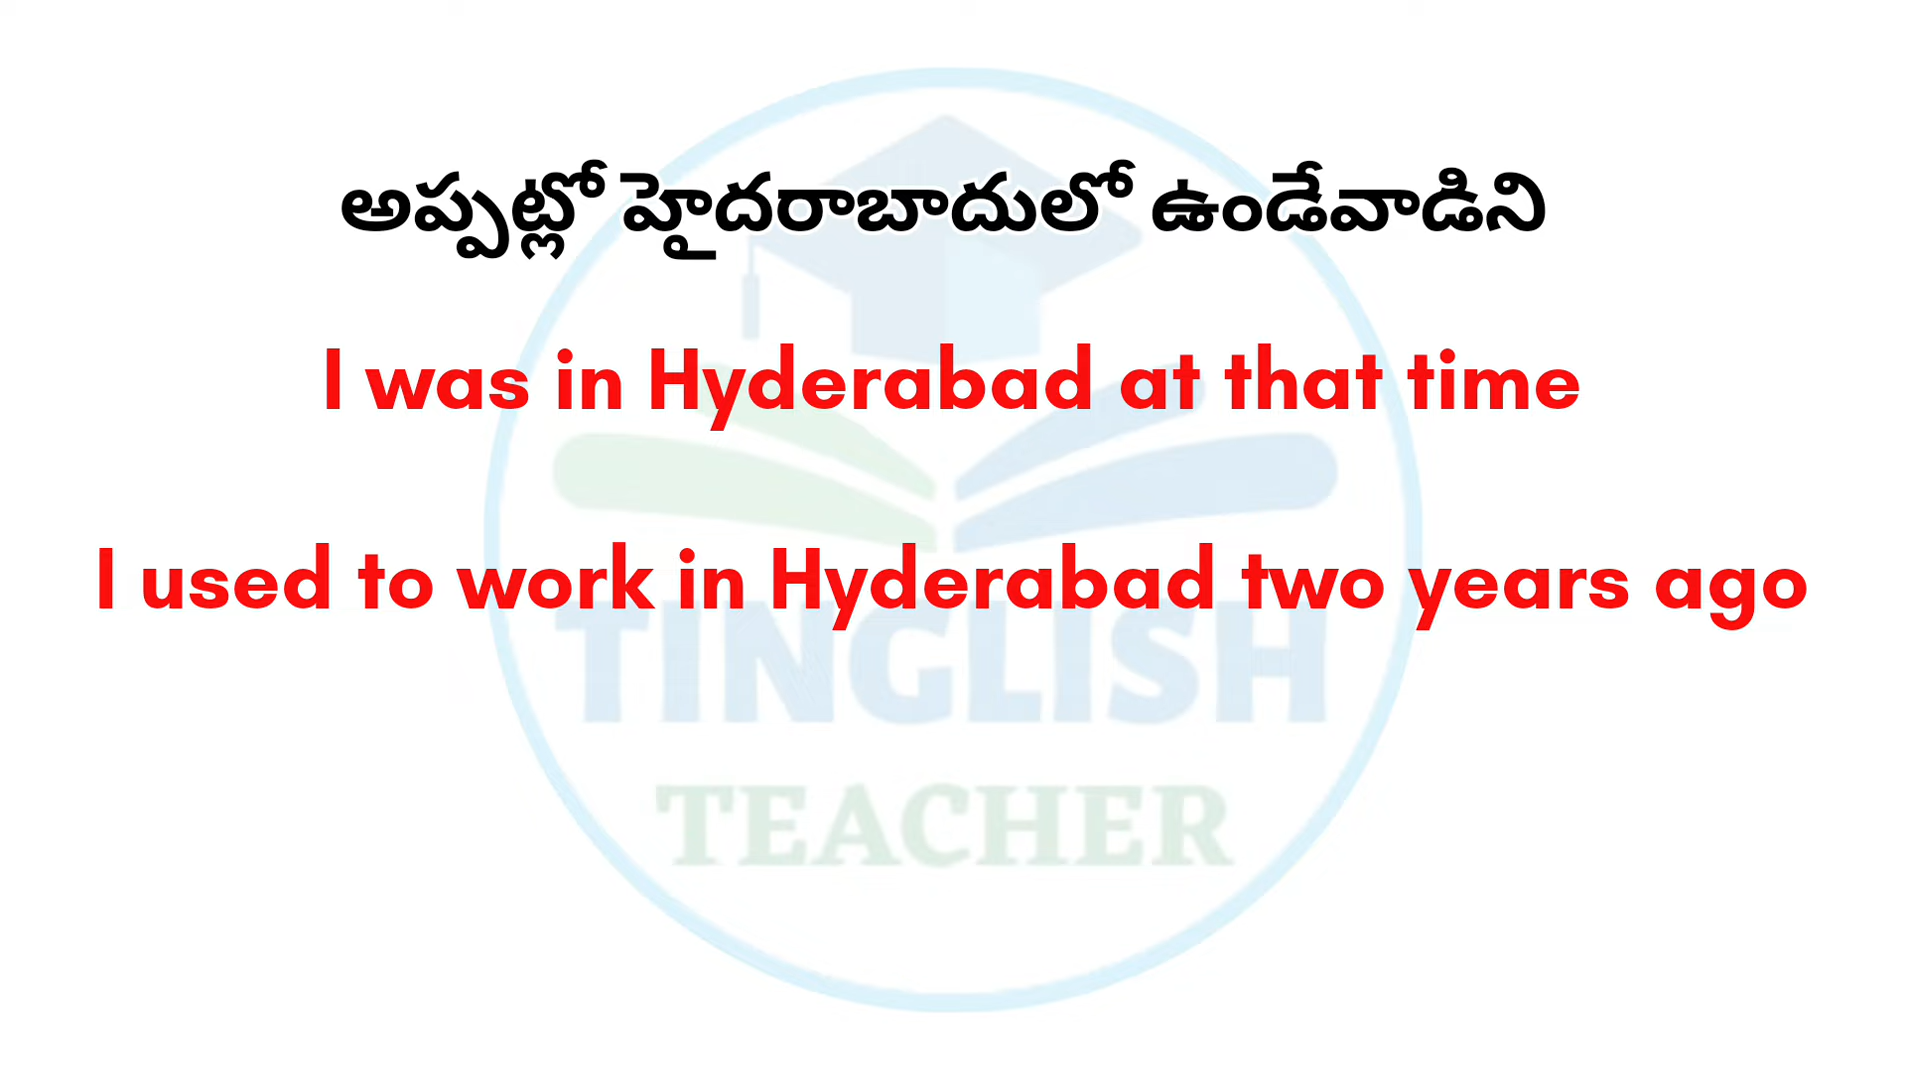 అప్పట్లో హైదరాబాదులో ఉండేవాడిని
I was in Hyderabad at that time
I used to work in Hyderabad two years ago
TINGLISH
TEACHER